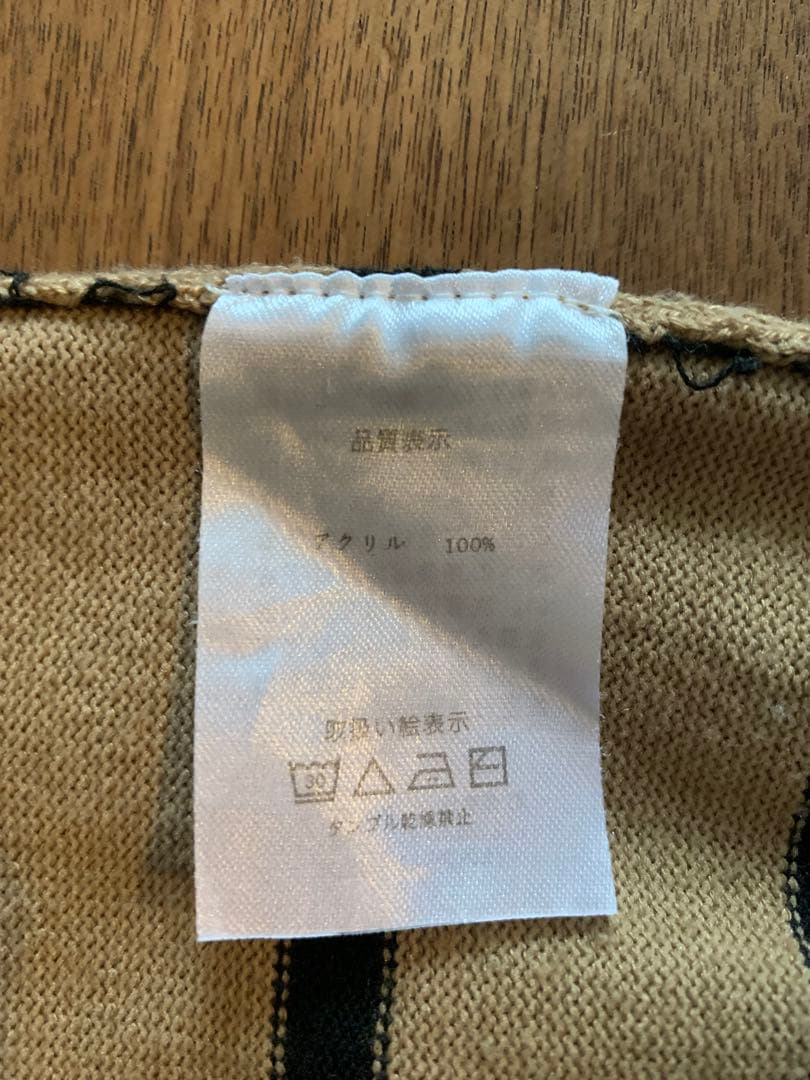 品質表示
アクリル 100%
取扱い絵表示
30
タンブル乾燥禁止